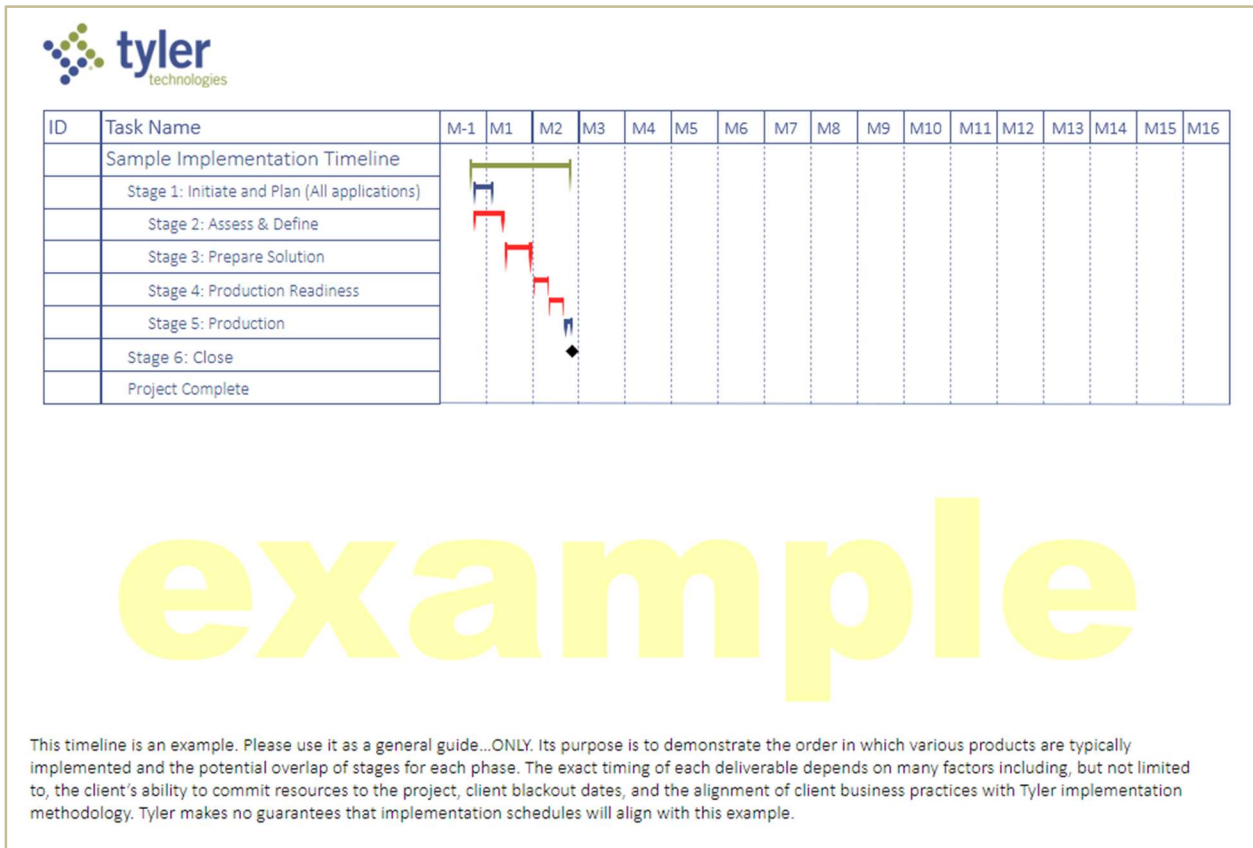 tyler
technologies
ID Task Name M-1 M1 M2 M3 M4 M5 M6 M7 M8 M9 M10 M11 M12 M13 M14 M15 M16
Sample Implementation Timeline
Stage 1: Initiate and Plan (All applications)
Stage 2: Assess & Define
Stage 3: Prepare Solution
Stage 4: Production Readiness
Stage 5: Production
Stage 6: Close
Project Complete
example
This timeline is an example. Please use it as a general guide...ONLY. Its purpose is to demonstrate the order in which various products are typically
implemented and the potential overlap of stages for each phase. The exact timing of each deliverable depends on many factors including, but not limited
to, the client's ability to commit resources to the project, client blackout dates, and the alignment of client business practices with Tyler implementation
methodology. Tyler makes no guarantees that implementation schedules will align with this example.